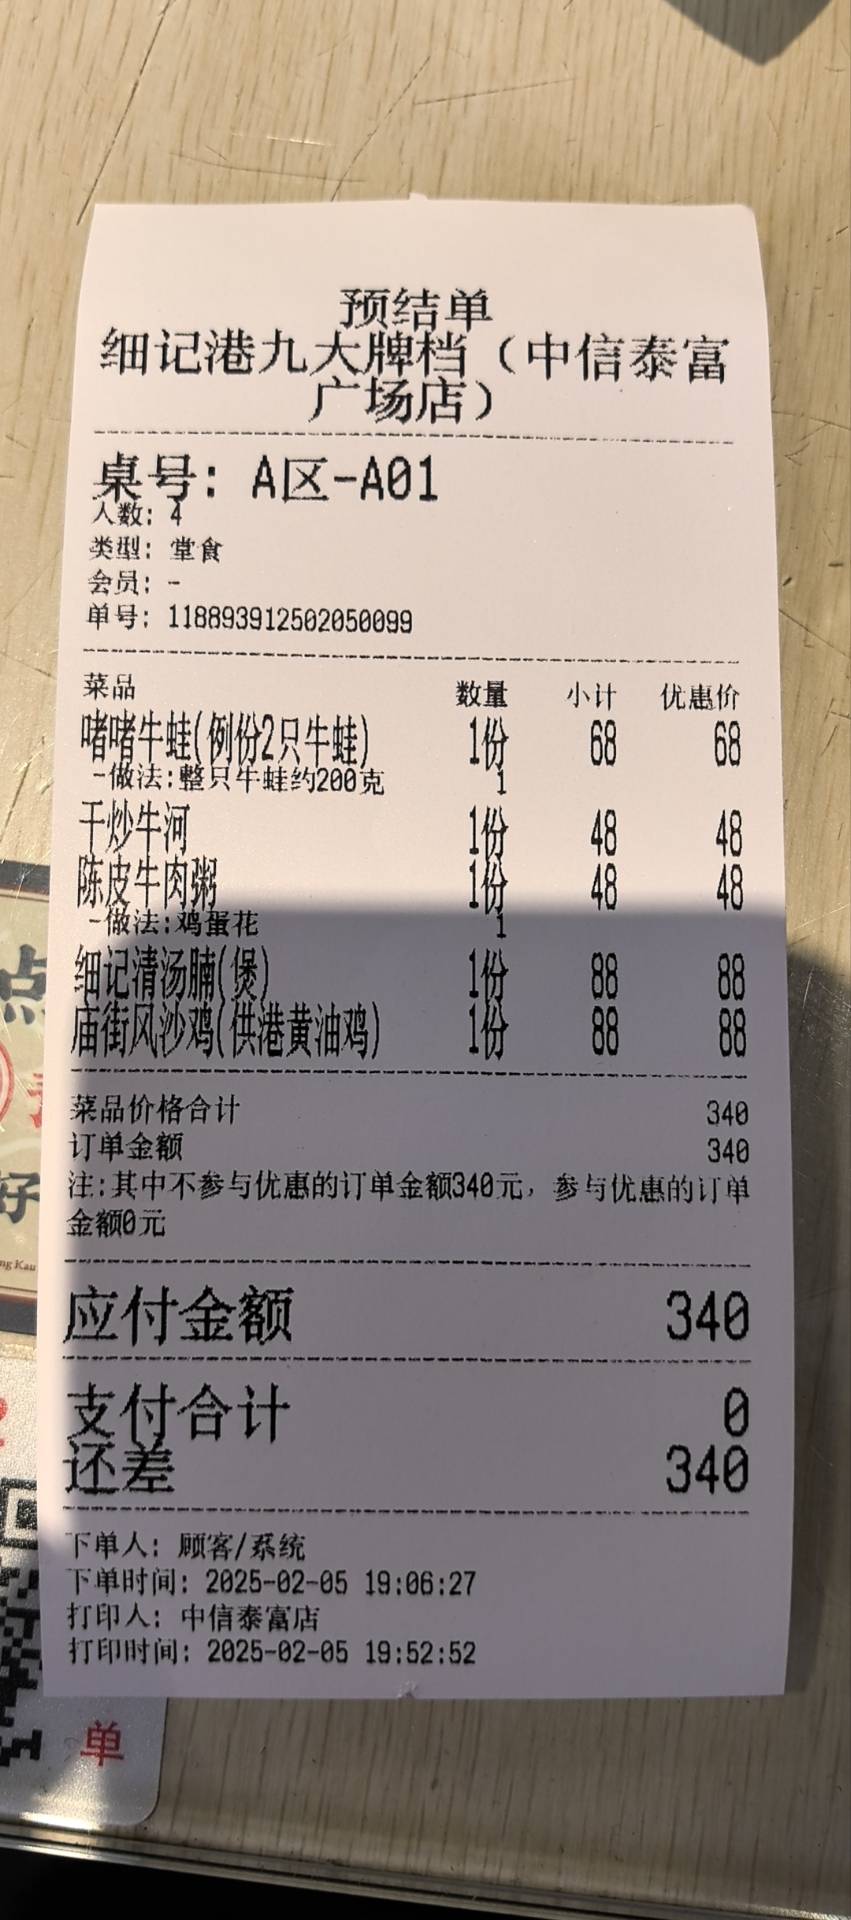 预结单
细记港九大牌档（中信泰富
广场店）
桌号: A区-A01
人数: 4
类型: 堂食
会员: -
单号: 118893912502050099
菜品 数量 小计 优惠价
啫啫牛蛙(例份2只牛蛙) 1份 68 68
-做法:整只牛蛙约200克 1
干炒牛河 1份 48 48
陈皮牛肉粥 1份 48 48
-做法:鸡蛋花 1
细记清汤腩(煲) 1份 88 88
庙街风沙鸡(供港黄油鸡) 1份 88 88
菜品价格合计 340
订单金额 340
注:其中不参与优惠的订单金额340元，参与优惠的订单
金额0元
应付金额 340
支付合计 0
还差 340
下单人: 顾客/系统
下单时间: 2025-02-05 19:06:27
打印人: 中信泰富店
打印时间: 2025-02-05 19:52:52
点
好
ng Kau
单